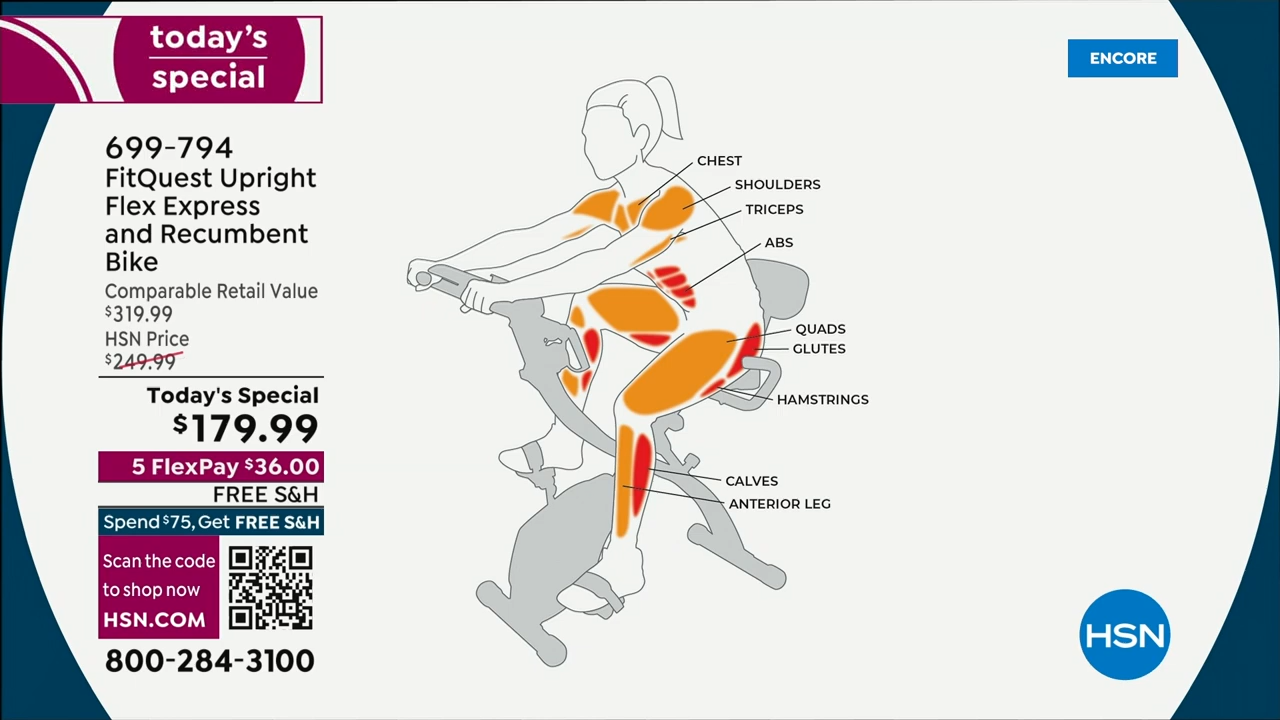 today's
special
ENCORE
699-794
FitQuest Upright
Flex Express
and Recumbent
Bike
Comparable Retail Value
$319.99
HSN Price
$249.99
Today's Special
$179.99
5 FlexPay $36.00
FREE S&H
Spend $75, Get FREE S&H
Scan the code
to shop now
HSN.COM
800-284-3100
CHEST
SHOULDERS
TRICEPS
ABS
QUADS
GLUTES
HAMSTRINGS
CALVES
ANTERIOR LEG
HSN